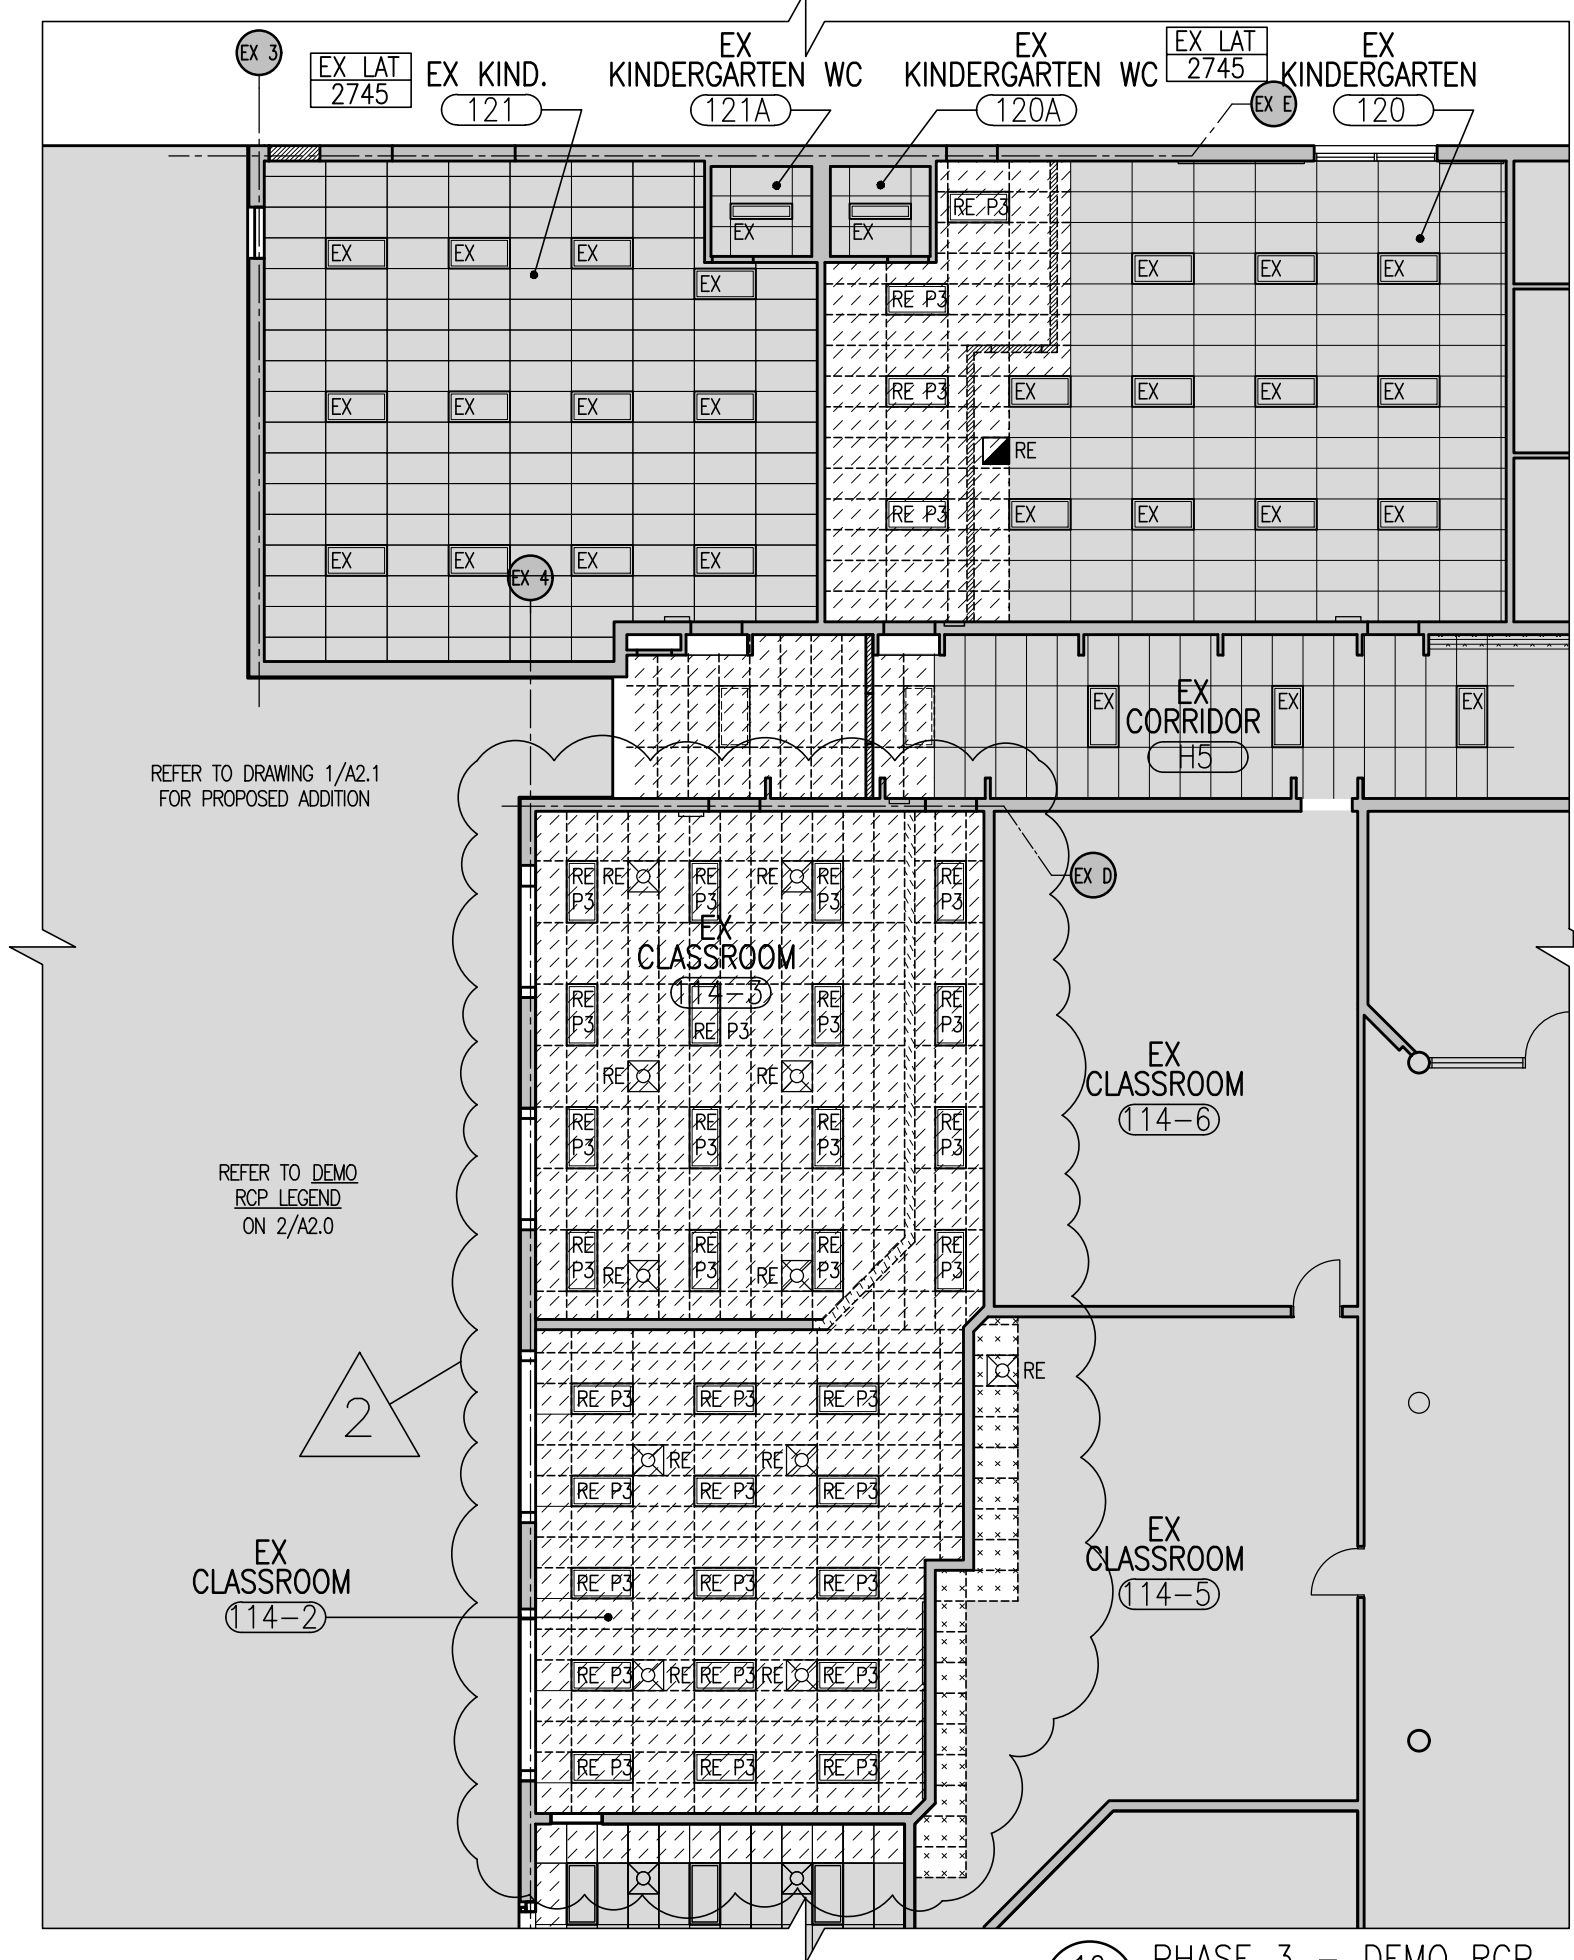 EX 3
EX LAT
2745
EX KIND.
121
EX
KINDERGARTEN WC
121A
EX
KINDERGARTEN WC
120A
EX LAT
2745
EX E
EX
KINDERGARTEN
120
EX
EX
RE P3
EX
EX
EX
EX
EX
EX
EX
RE P3
EX
EX
EX
EX
RE P3
EX
EX
EX
EX
RE
RE P3
EX
EX
EX
EX
EX
EX
EX
EX
EX 4
EX
CORRIDOR
H5
EX
EX
EX
REFER TO DRAWING 1/A2.1
FOR PROPOSED ADDITION
EX D
RE
P3
RE
RE
P3
RE
RE
P3
RE
P3
EX
CLASSROOM
114-3
RE
P3
RE P3
RE
P3
RE
P3
RE
RE
RE
P3
RE
P3
RE
P3
RE
P3
RE
P3
RE
RE
P3
RE
RE
P3
RE
P3
EX
CLASSROOM
114-6
REFER TO DEMO
RCP LEGEND
ON 2/A2.0
2
RE
RE P3
RE P3
RE P3
RE
RE
RE P3
RE P3
RE P3
EX
CLASSROOM
114-2
EX
CLASSROOM
114-5
RE P3
RE P3
RE P3
RE P3
RE
RE P3
RE
RE P3
RE P3
RE P3
RE P3
PHASE 3 - DEMO RCP